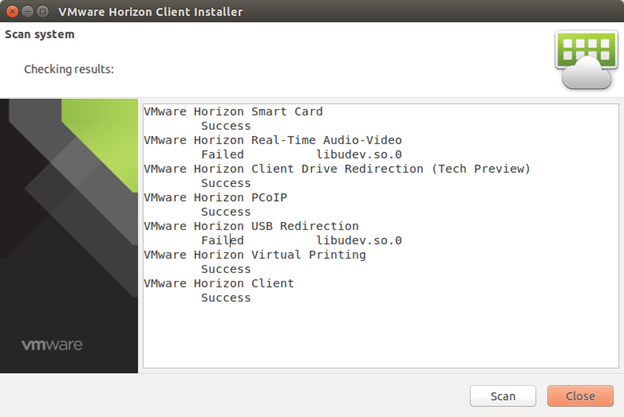 VMware Horizon Client Installer
Scan system
Checking results:
VMware Horizon Smart Card
Success
VMware Horizon Real-Time Audio-Video
Failed libudev.so.0
VMware Horizon Client Drive Redirection (Tech Preview)
Success
VMware Horizon PCoIP
Success
VMware Horizon USB Redirection
Failed libudev.so.0
VMware Horizon Virtual Printing
Success
VMware Horizon Client
Success
vmware
Scan Close